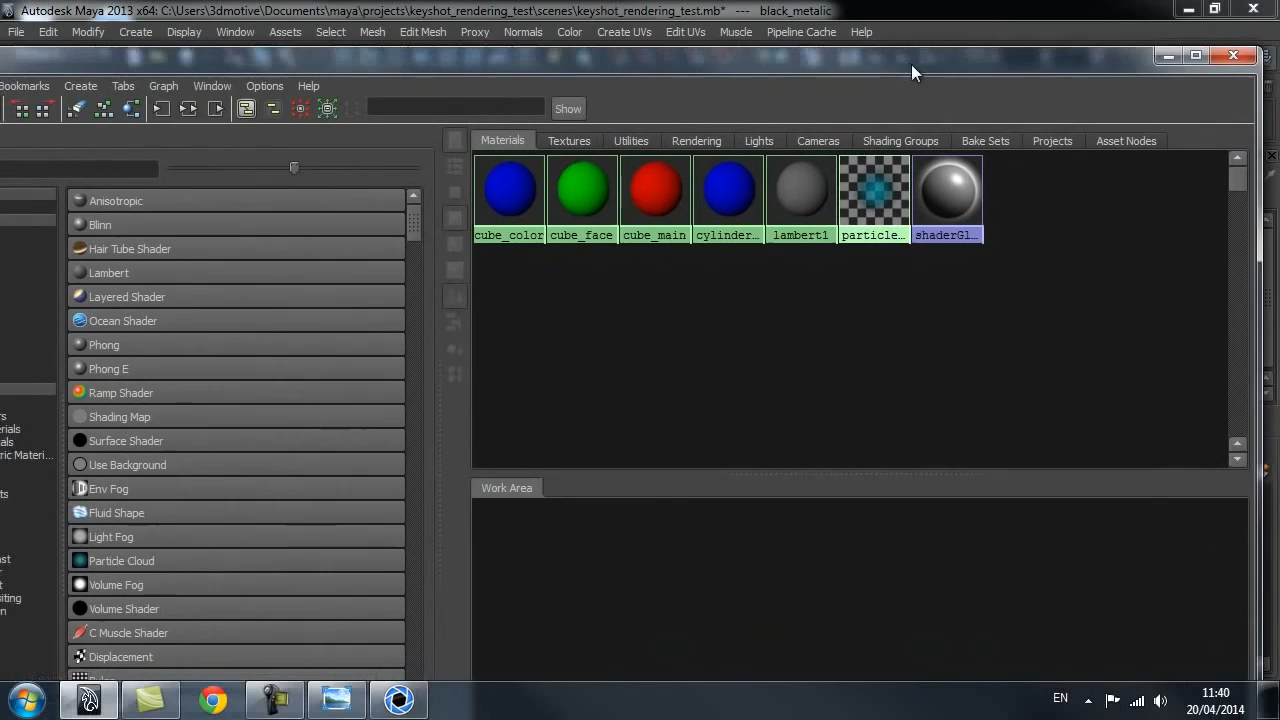 Autodesk Maya 2013 x64: C:\Users\3dmotive\Documents\maya\projects\keyshot_rendering_test\scenes\keyshot_rendering_test.mb* --- black_metalic
File Edit Modify Create Display Window Assets Select Mesh Edit Mesh Proxy Normals Color Create UVs Edit UVs Muscle Pipeline Cache Help
Bookmarks Create Tabs Graph Window Options Help
Show
Materials Textures Utilities Rendering Lights Cameras Shading Groups Bake Sets Projects Asset Nodes
cube_color cube_face cube_main cylinder... lambert1 particle... shaderGl...
Anisotropic
Blinn
Hair Tube Shader
Lambert
Layered Shader
Ocean Shader
Phong
Phong E
Ramp Shader
Shading Map
Surface Shader
Use Background
Env Fog
Fluid Shape
Light Fog
Particle Cloud
Volume Fog
Volume Shader
C Muscle Shader
Displacement
Work Area
EN
11:40
20/04/2014